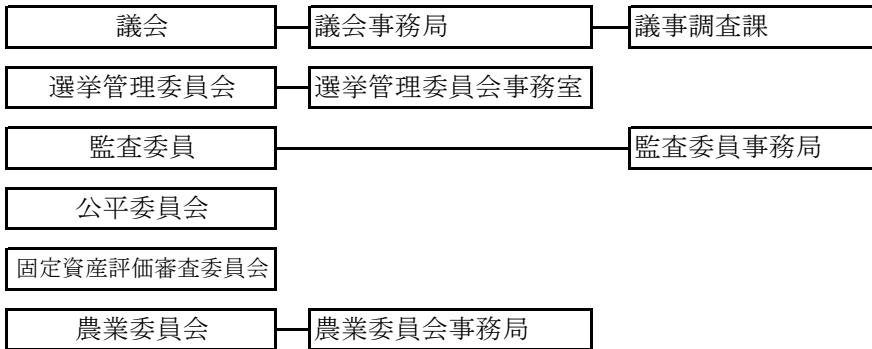 議会 議会事務局 議事調査課
選挙管理委員会 選挙管理委員会事務室
監査委員 監査委員事務局
公平委員会
固定資産評価審査委員会
農業委員会 農業委員会事務局